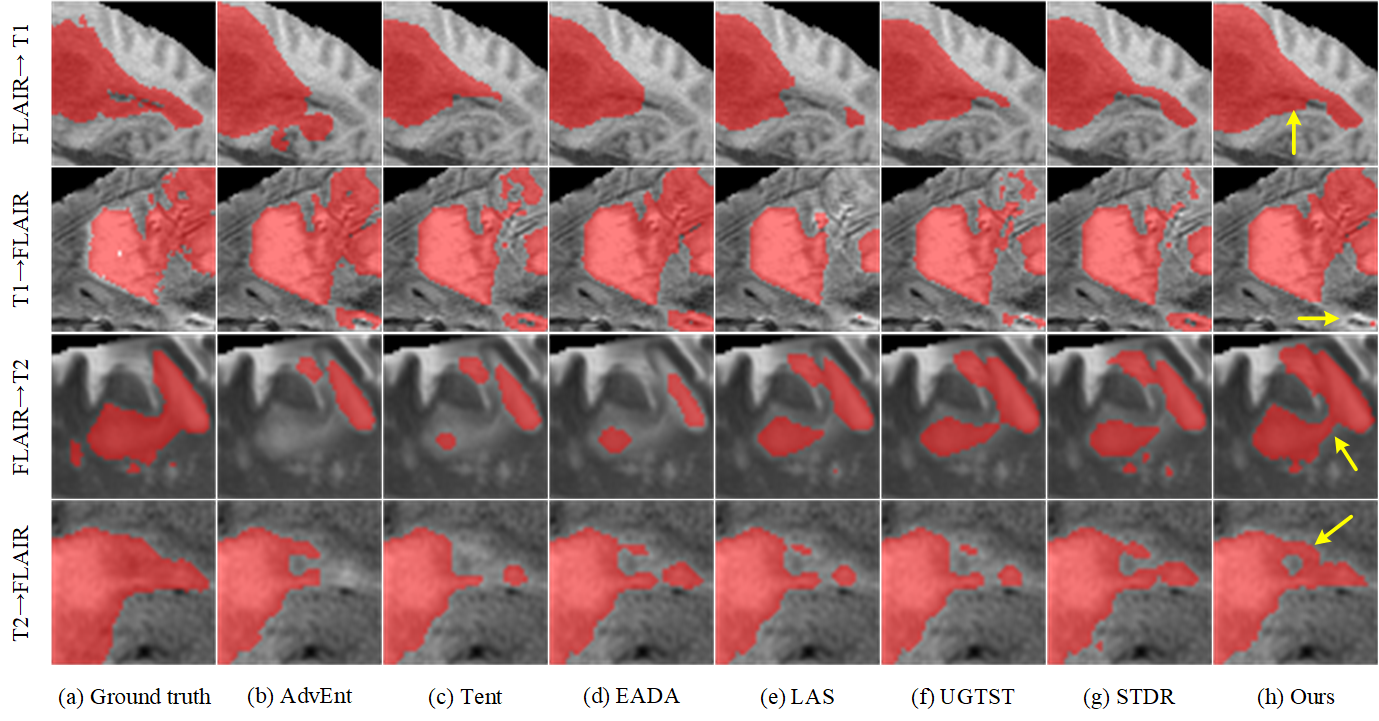 FLAIR→ T1
T1→FLAIR
FLAIR→T2
T2→FLAIR
(a) Ground truth
(b) AdvEnt
(c) Tent
(d) EADA
(e) LAS
(f) UGTST
(g) STDR
(h) Ours